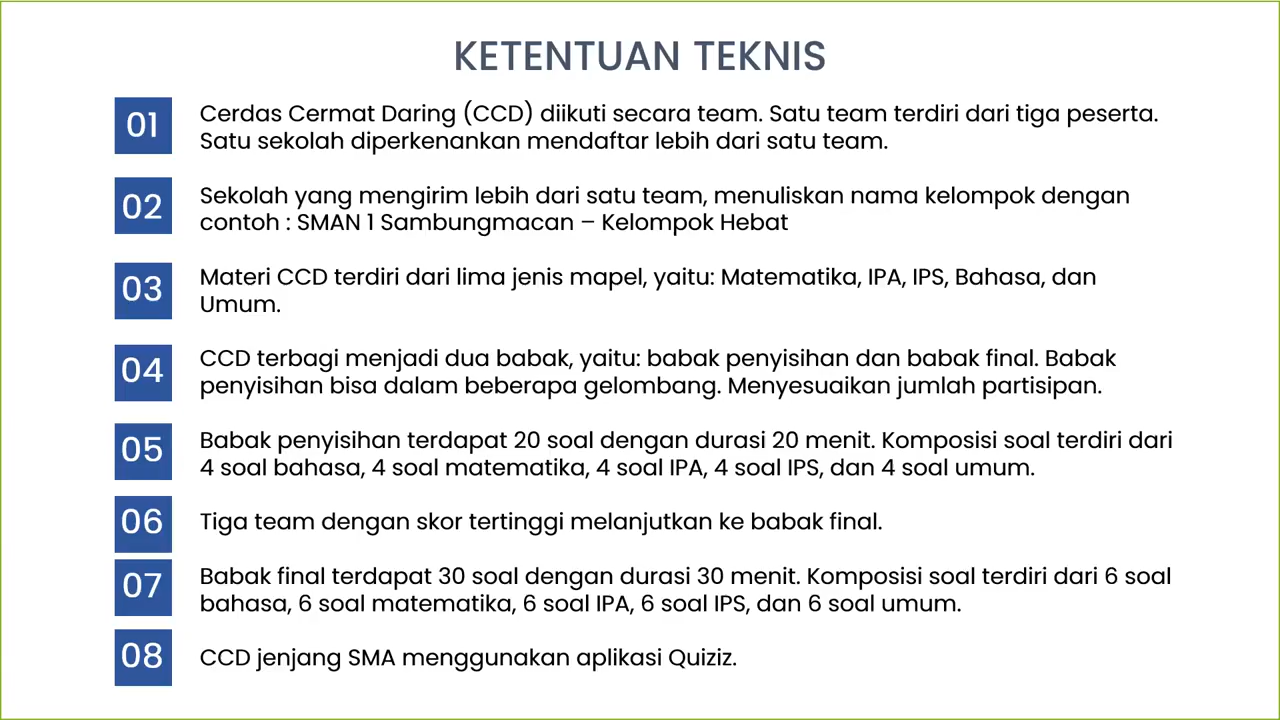 KETENTUAN TEKNIS
01
Cerdas Cermat Daring (CCD) diikuti secara team. Satu team terdiri dari tiga peserta.
Satu sekolah diperkenankan mendaftar lebih dari satu team.
02
Sekolah yang mengirim lebih dari satu team, menuliskan nama kelompok dengan
contoh : SMAN 1 Sambungmacan – Kelompok Hebat
03
Materi CCD terdiri dari lima jenis mapel, yaitu: Matematika, IPA, IPS, Bahasa, dan
Umum.
04
CCD terbagi menjadi dua babak, yaitu: babak penyisihan dan babak final. Babak
penyisihan bisa dalam beberapa gelombang. Menyesuaikan jumlah partisipan.
05
Babak penyisihan terdapat 20 soal dengan durasi 20 menit. Komposisi soal terdiri dari
4 soal bahasa, 4 soal matematika, 4 soal IPA, 4 soal IPS, dan 4 soal umum.
06
Tiga team dengan skor tertinggi melanjutkan ke babak final.
07
Babak final terdapat 30 soal dengan durasi 30 menit. Komposisi soal terdiri dari 6 soal
bahasa, 6 soal matematika, 6 soal IPA, 6 soal IPS, dan 6 soal umum.
08
CCD jenjang SMA menggunakan aplikasi Quiziz.